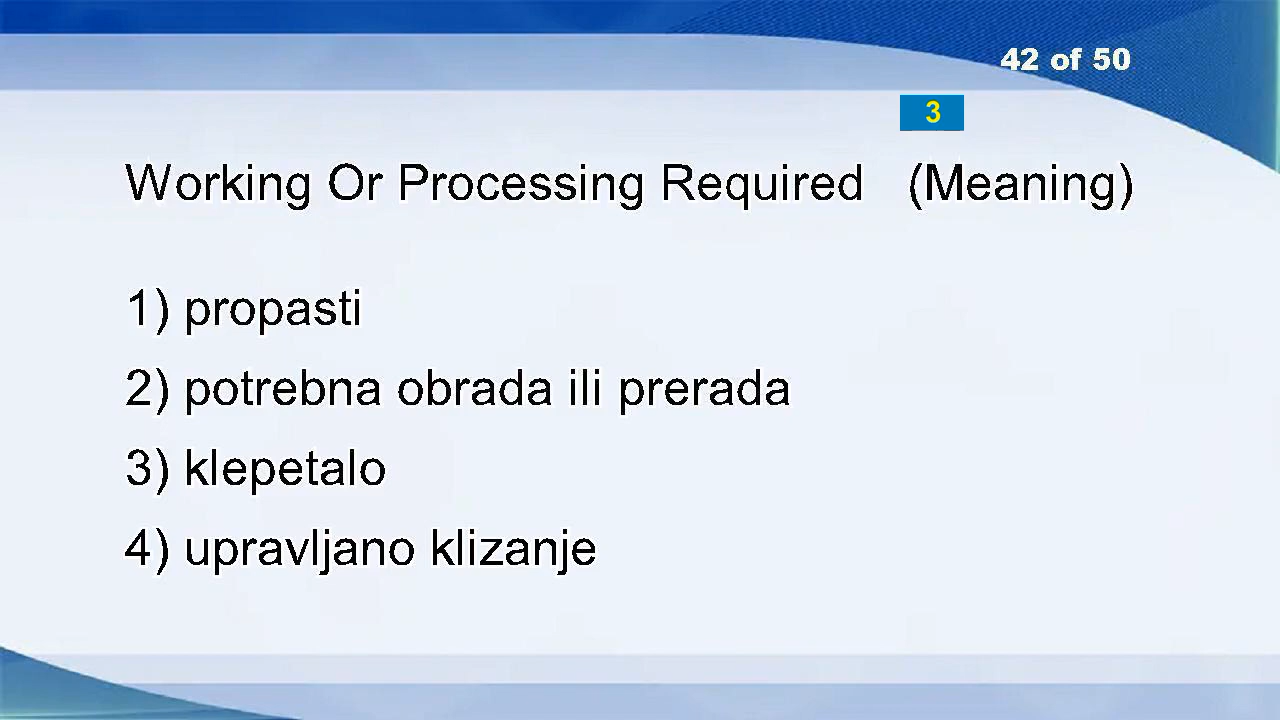 42 of 50
3
Working Or Processing Required (Meaning)
1) propasti
2) potrebna obrada ili prerada
3) klepetalo
4) upravljano klizanje